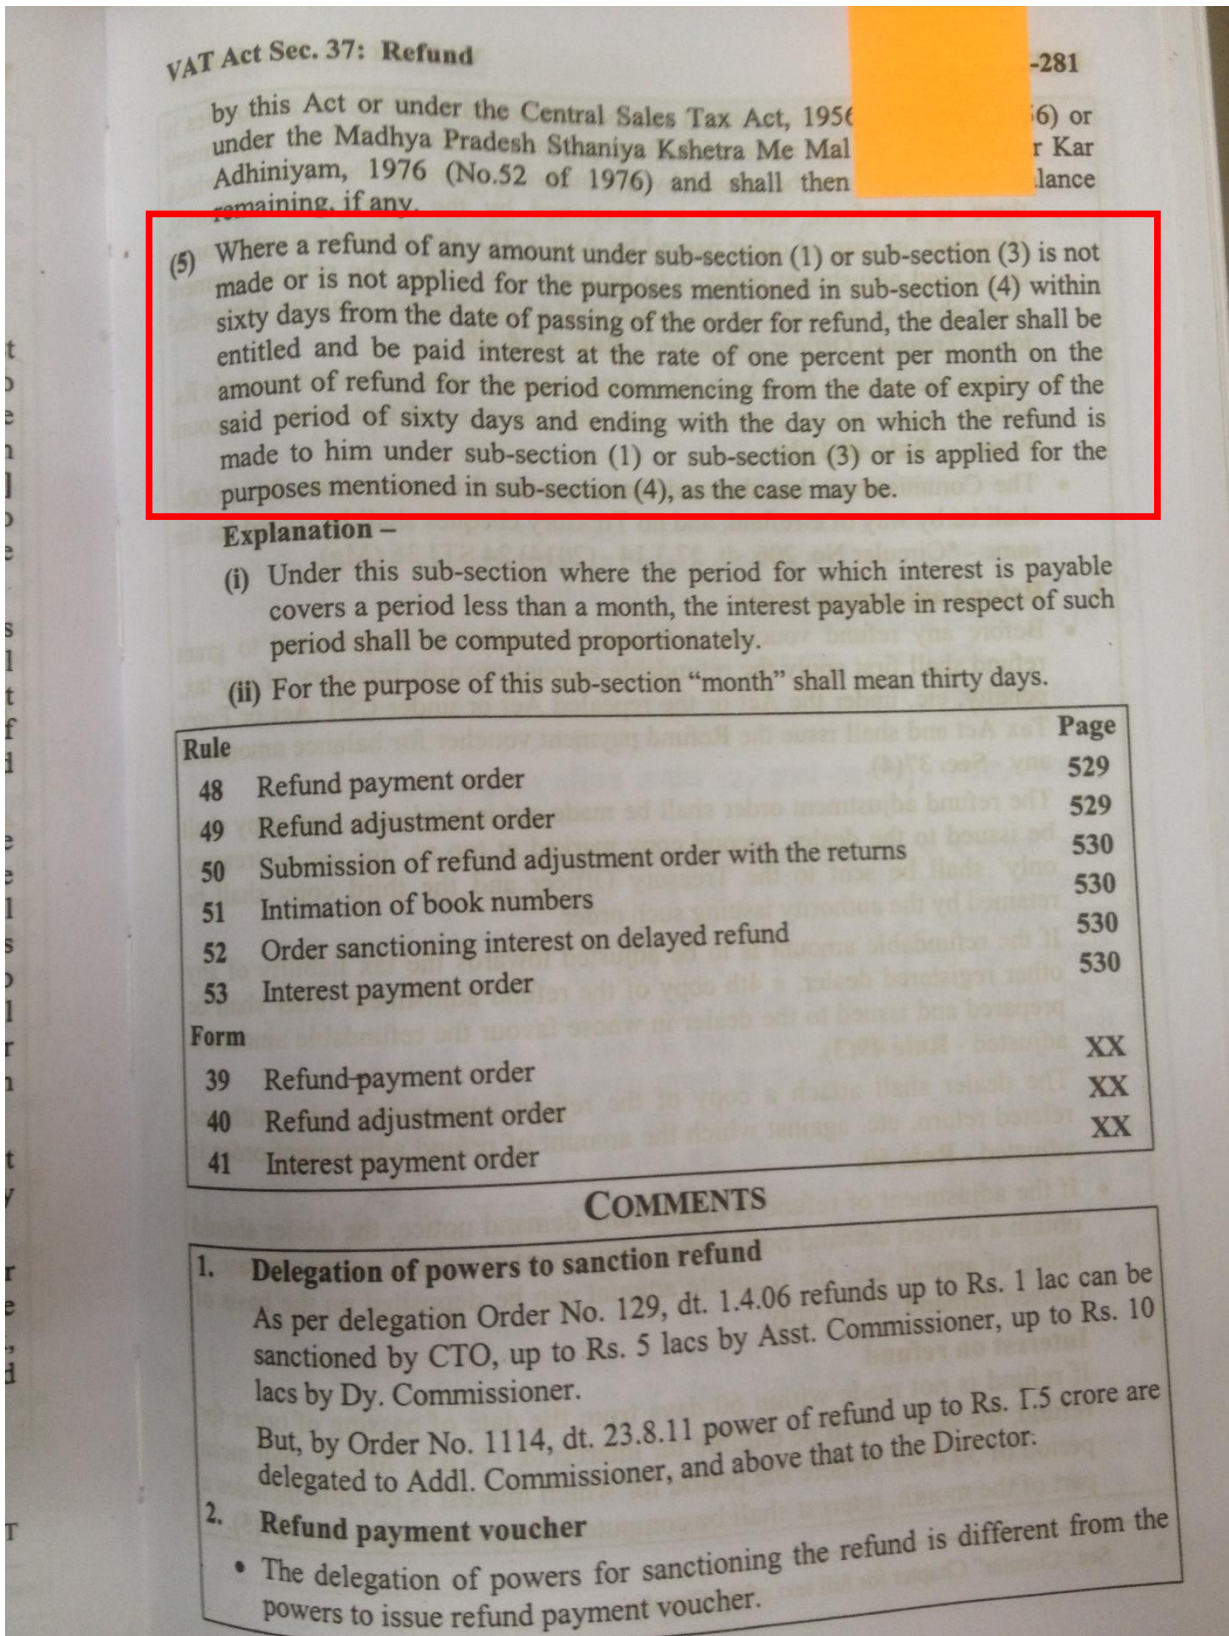 VAT Act Sec. 37: Refund
-281
by this Act or under the Central Sales Tax Act, 195 6) or
under the Madhya Pradesh Sthaniya Kshetra Me Mal r Kar
Adhiniyam, 1976 (No.52 of 1976) and shall then lance
remaining, if any.
(5) Where a refund of any amount under sub-section (1) or sub-section (3) is not
made or is not applied for the purposes mentioned in sub-section (4) within
sixty days from the date of passing of the order for refund, the dealer shall be
entitled and be paid interest at the rate of one percent per month on the
amount of refund for the period commencing from the date of expiry of the
said period of sixty days and ending with the day on which the refund is
made to him under sub-section (1) or sub-section (3) or is applied for the
purposes mentioned in sub-section (4), as the case may be.
Explanation –
(i) Under this sub-section where the period for which interest is payable
covers a period less than a month, the interest payable in respect of such
period shall be computed proportionately.
(ii) For the purpose of this sub-section “month” shall mean thirty days.
Rule Page
48 Refund payment order 529
49 Refund adjustment order 529
50 Submission of refund adjustment order with the returns 530
51 Intimation of book numbers 530
52 Order sanctioning interest on delayed refund 530
53 Interest payment order 530
Form
39 Refund-payment order XX
40 Refund adjustment order XX
41 Interest payment order XX
COMMENTS
1. Delegation of powers to sanction refund
As per delegation Order No. 129, dt. 1.4.06 refunds up to Rs. 1 lac can be
sanctioned by CTO, up to Rs. 5 lacs by Asst. Commissioner, up to Rs. 10
lacs by Dy. Commissioner.
But, by Order No. 1114, dt. 23.8.11 power of refund up to Rs. 1.5 crore are
delegated to Addl. Commissioner, and above that to the Director.
2. Refund payment voucher
• The delegation of powers for sanctioning the refund is different from the
powers to issue refund payment voucher.